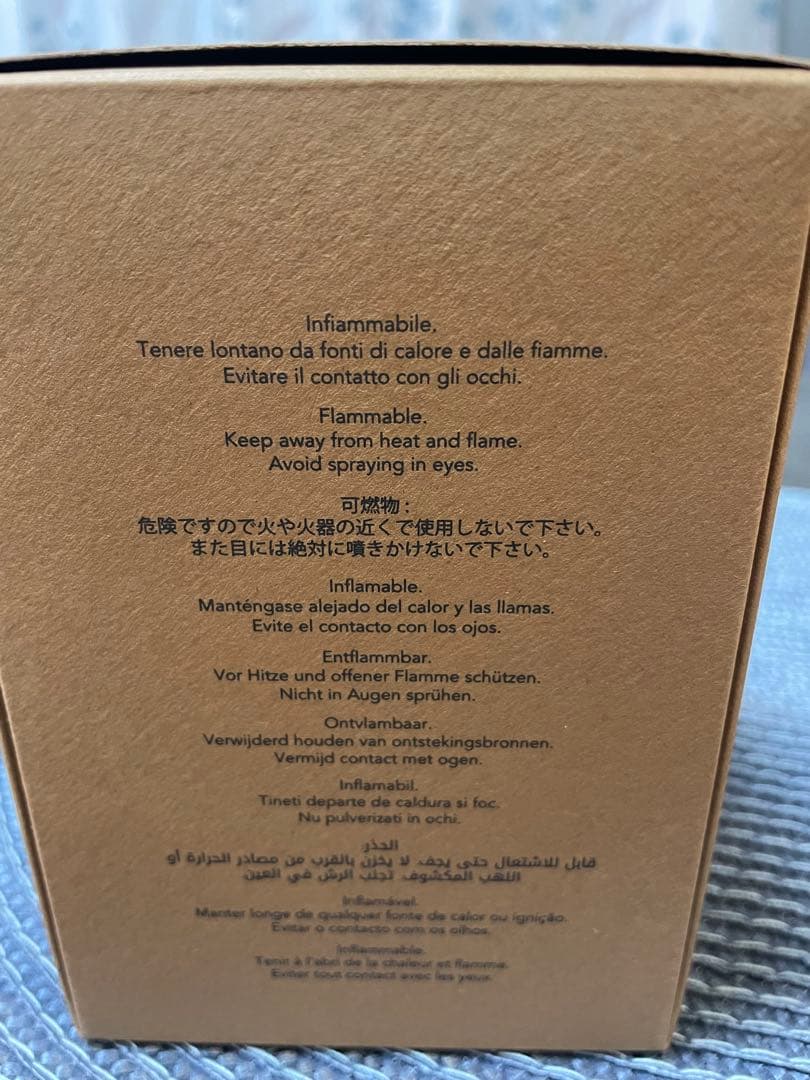 Infiammabile.
Tenere lontano da fonti di calore e dalle fiamme.
Evitare il contatto con gli occhi.
Flammable.
Keep away from heat and flame.
Avoid spraying in eyes.
可燃物 :
危険ですので火や火器の近くで使用しないで下さい。
また目には絶対に噴きかけないで下さい。
Inflamable.
Manténgase alejado del calor y las llamas.
Evite el contacto con los ojos.
Entflammbar.
Vor Hitze und offener Flamme schützen.
Nicht in Augen sprühen.
Ontvlambaar.
Verwijderd houden van ontstekingsbronnen.
Vermijd contact met ogen.
Inflamabil.
Tineti departe de caldura si foc.
Nu pulverizati in ochi.
الحذر
قابل للاشتعال حتى يجف. لا يخزن بالقرب من مصادر الحرارة أو
اللهب المكشوف. تجنب الرش في العين.
Inflamável.
Manter longe de qualquer fonte de calor ou ignição.
Evitar o contacto com os olhos.
Inflammable.
Tenir à l'abri de la chaleur et flamme.
Eviter tout contact avec les yeux.